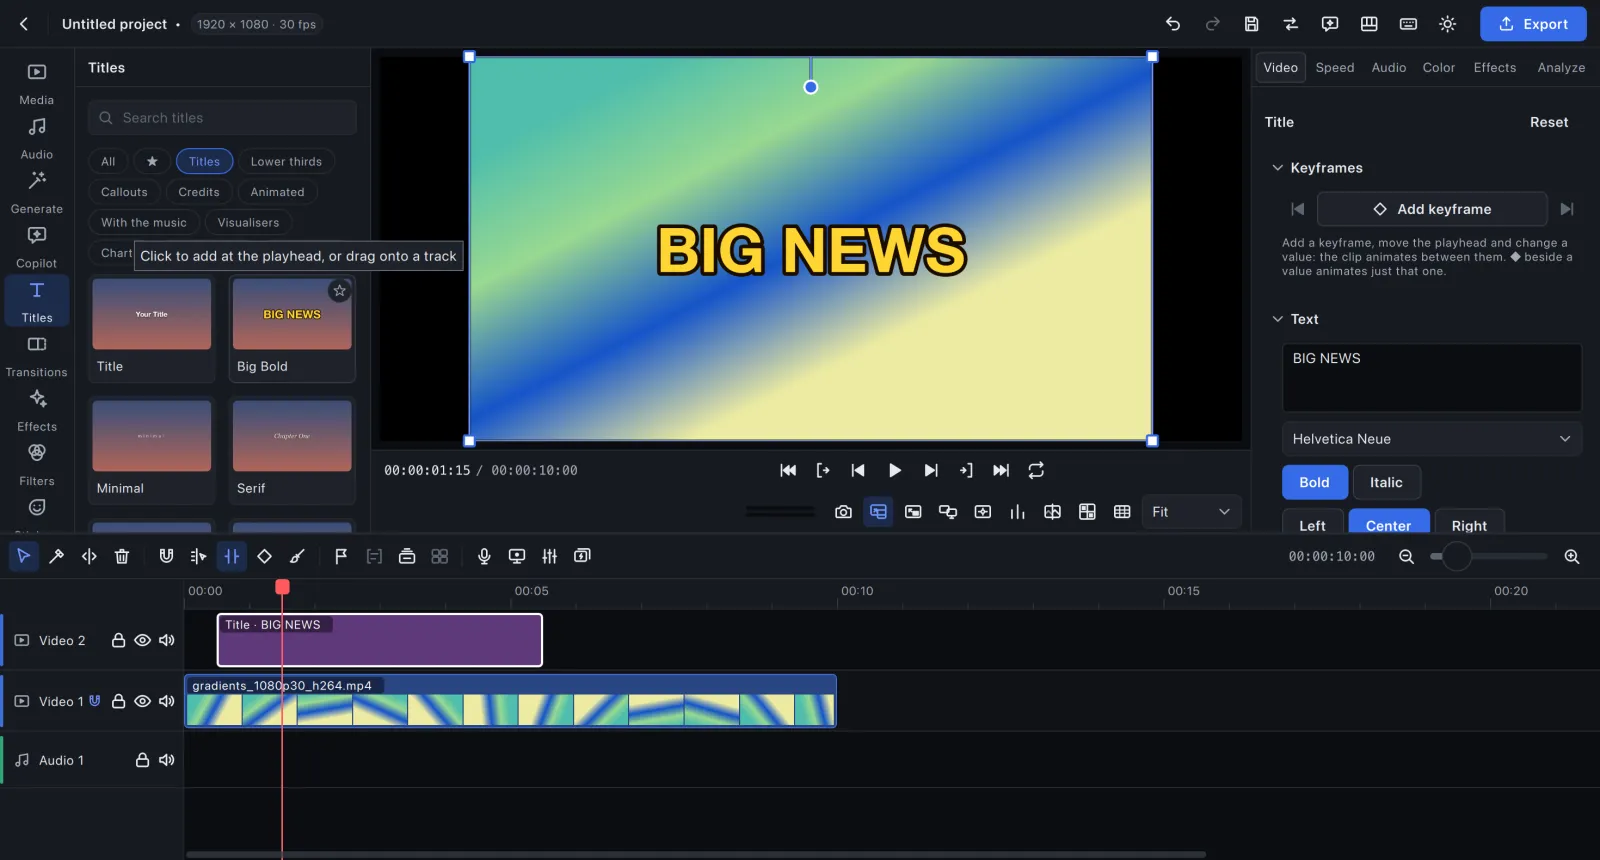 Untitled project •
1920 × 1080 · 30 fps
Export
Media
Audio
Generate
Copilot
Titles
Transitions
Effects
Filters
Titles
Search titles
All
Titles
Lower thirds
Callouts
Credits
Animated
With the music
Visualisers
Chart
Click to add at the playhead, or drag onto a track
Your Title
Title
BIG NEWS
Big Bold
Minimal
Chapter One
Serif
BIG NEWS
00:00:01:15 / 00:00:10:00
Fit
Video
Speed
Audio
Color
Effects
Analyze
Title
Reset
Keyframes
Add keyframe
Add a keyframe, move the playhead and change a
value: the clip animates between them. ◆ beside a
value animates just that one.
Text
BIG NEWS
Helvetica Neue
Bold
Italic
Left
Center
Right
00:00:10:00
00:00
00:05
00:10
00:15
00:20
Video 2
Title · BIG NEWS
Video 1
gradients_1080p30_h264.mp4
Audio 1